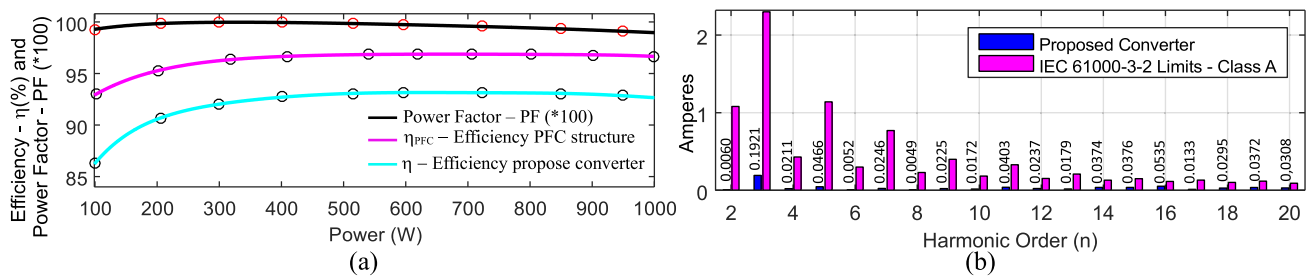 Efficiency - η(%) and
Power Factor - PF (*100)
100
95
90
85
Power Factor – PF (*100)
ηPFC – Efficiency PFC structure
η – Efficiency propose converter
100 200 300 400 500 600 700 800 900 1000
Power (W)
(a)
Amperes
2
1
0
Proposed Converter
IEC 61000-3-2 Limits - Class A
0.0060 0.1921 0.0211 0.0466 0.0052 0.0246 0.0049 0.0225 0.0172 0.0403 0.0237 0.0179 0.0374 0.0376 0.0535 0.0133 0.0295 0.0372 0.0308
2 4 6 8 10 12 14 16 18 20
Harmonic Order (n)
(b)